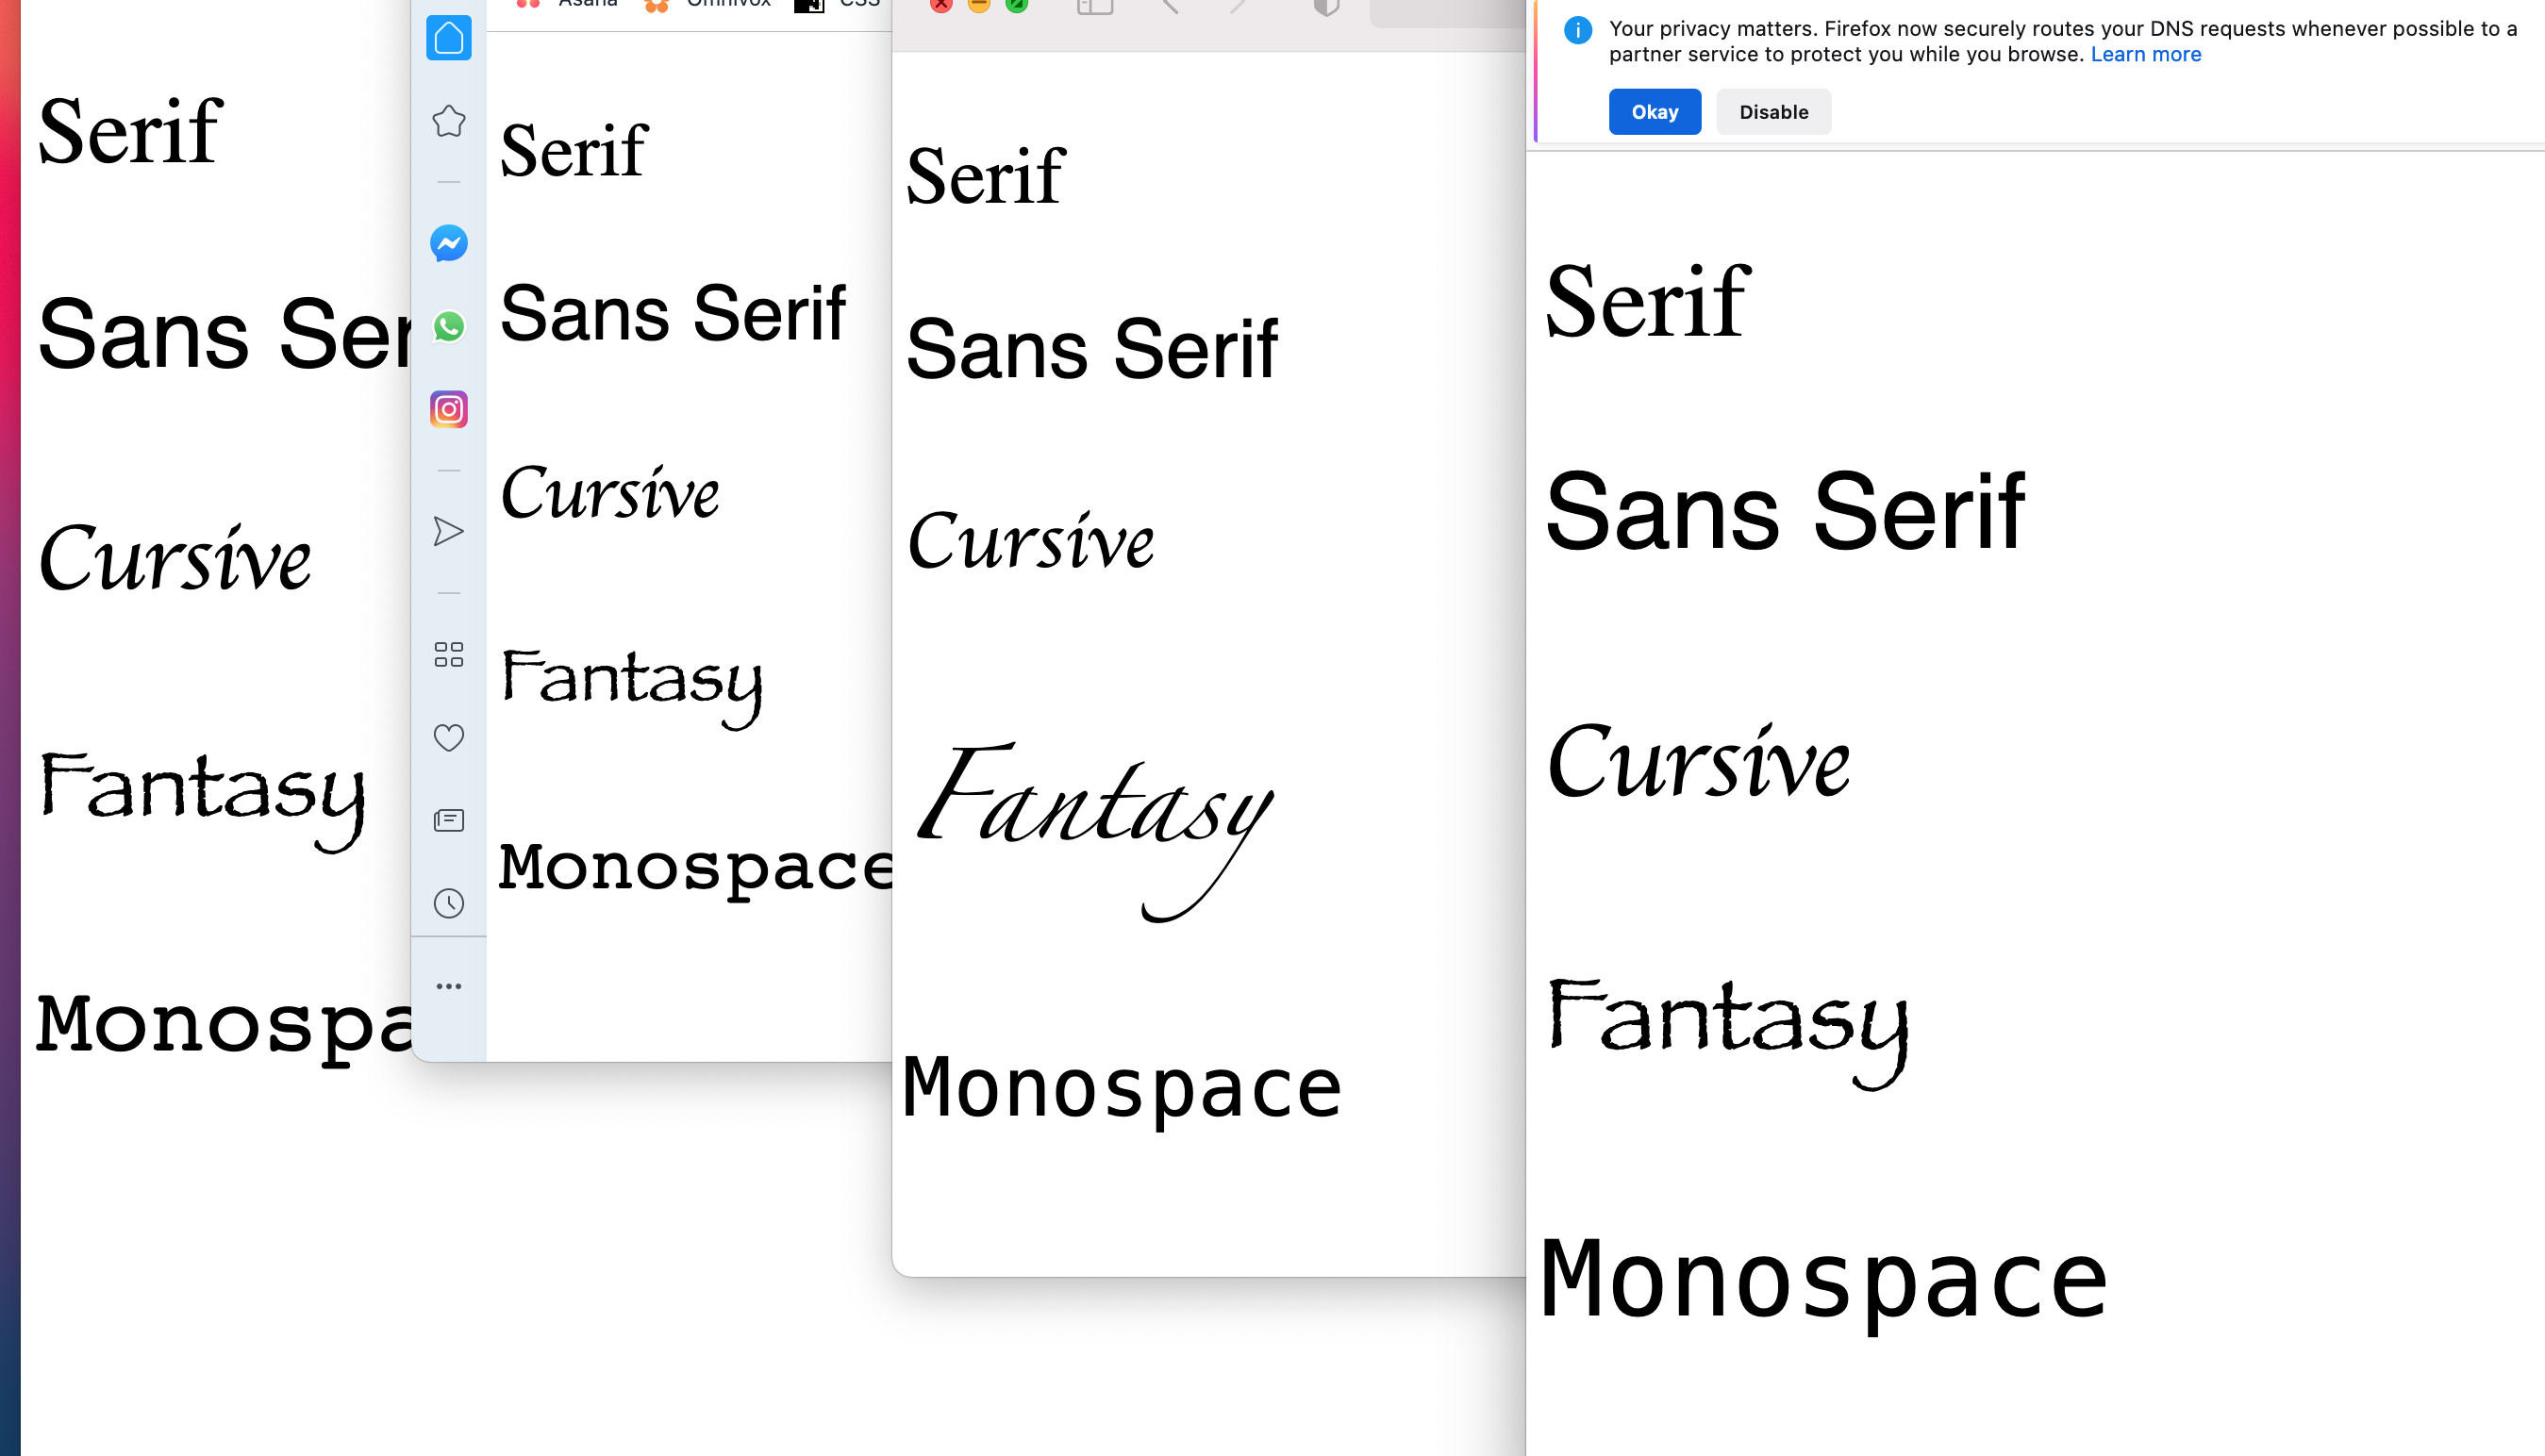 Serif
Sans Ser
Cursive
Fantasy
Monospa
Asana Omnivox CSS
Serif
Sans Serif
Cursive
Fantasy
Monospace
Serif
Sans Serif
Cursive
Fantasy
Monospace
Your privacy matters. Firefox now securely routes your DNS requests whenever possible to a
partner service to protect you while you browse. Learn more
Okay Disable
Serif
Sans Serif
Cursive
Fantasy
Monospace